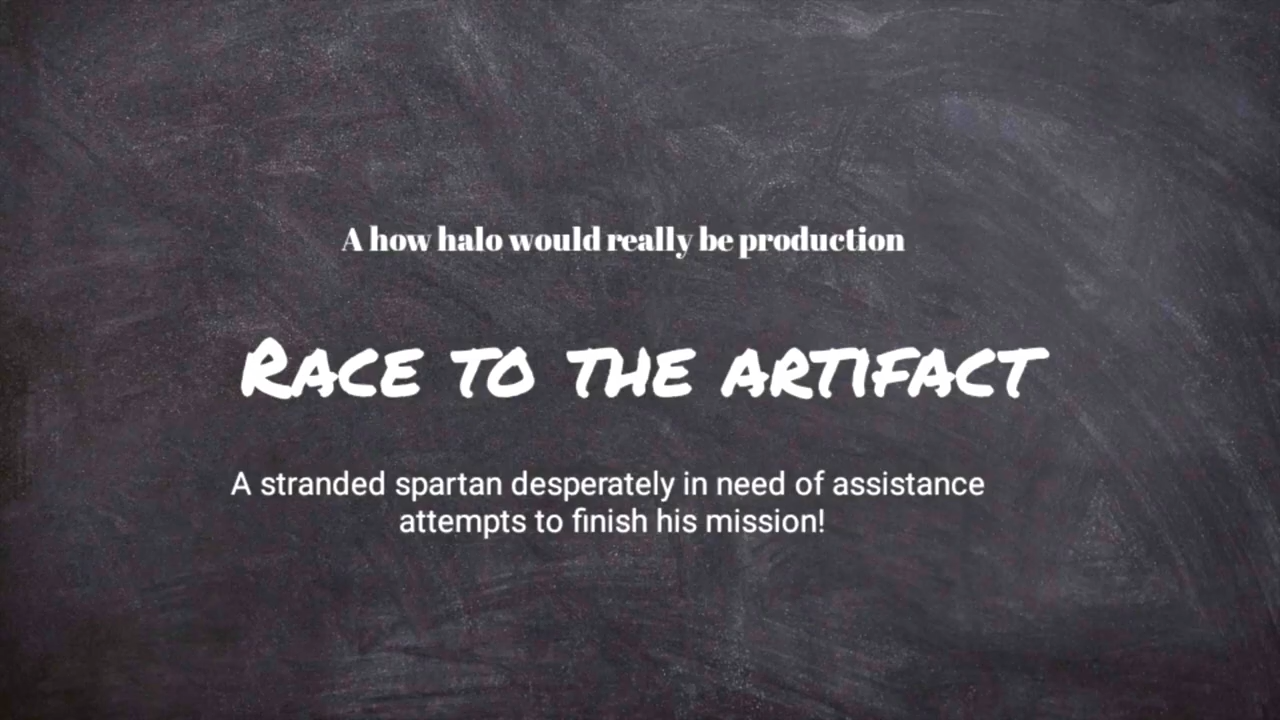 A how halo would really be production
RACE TO THE ARTIFACT
A stranded spartan desperately in need of assistance
attempts to finish his mission!